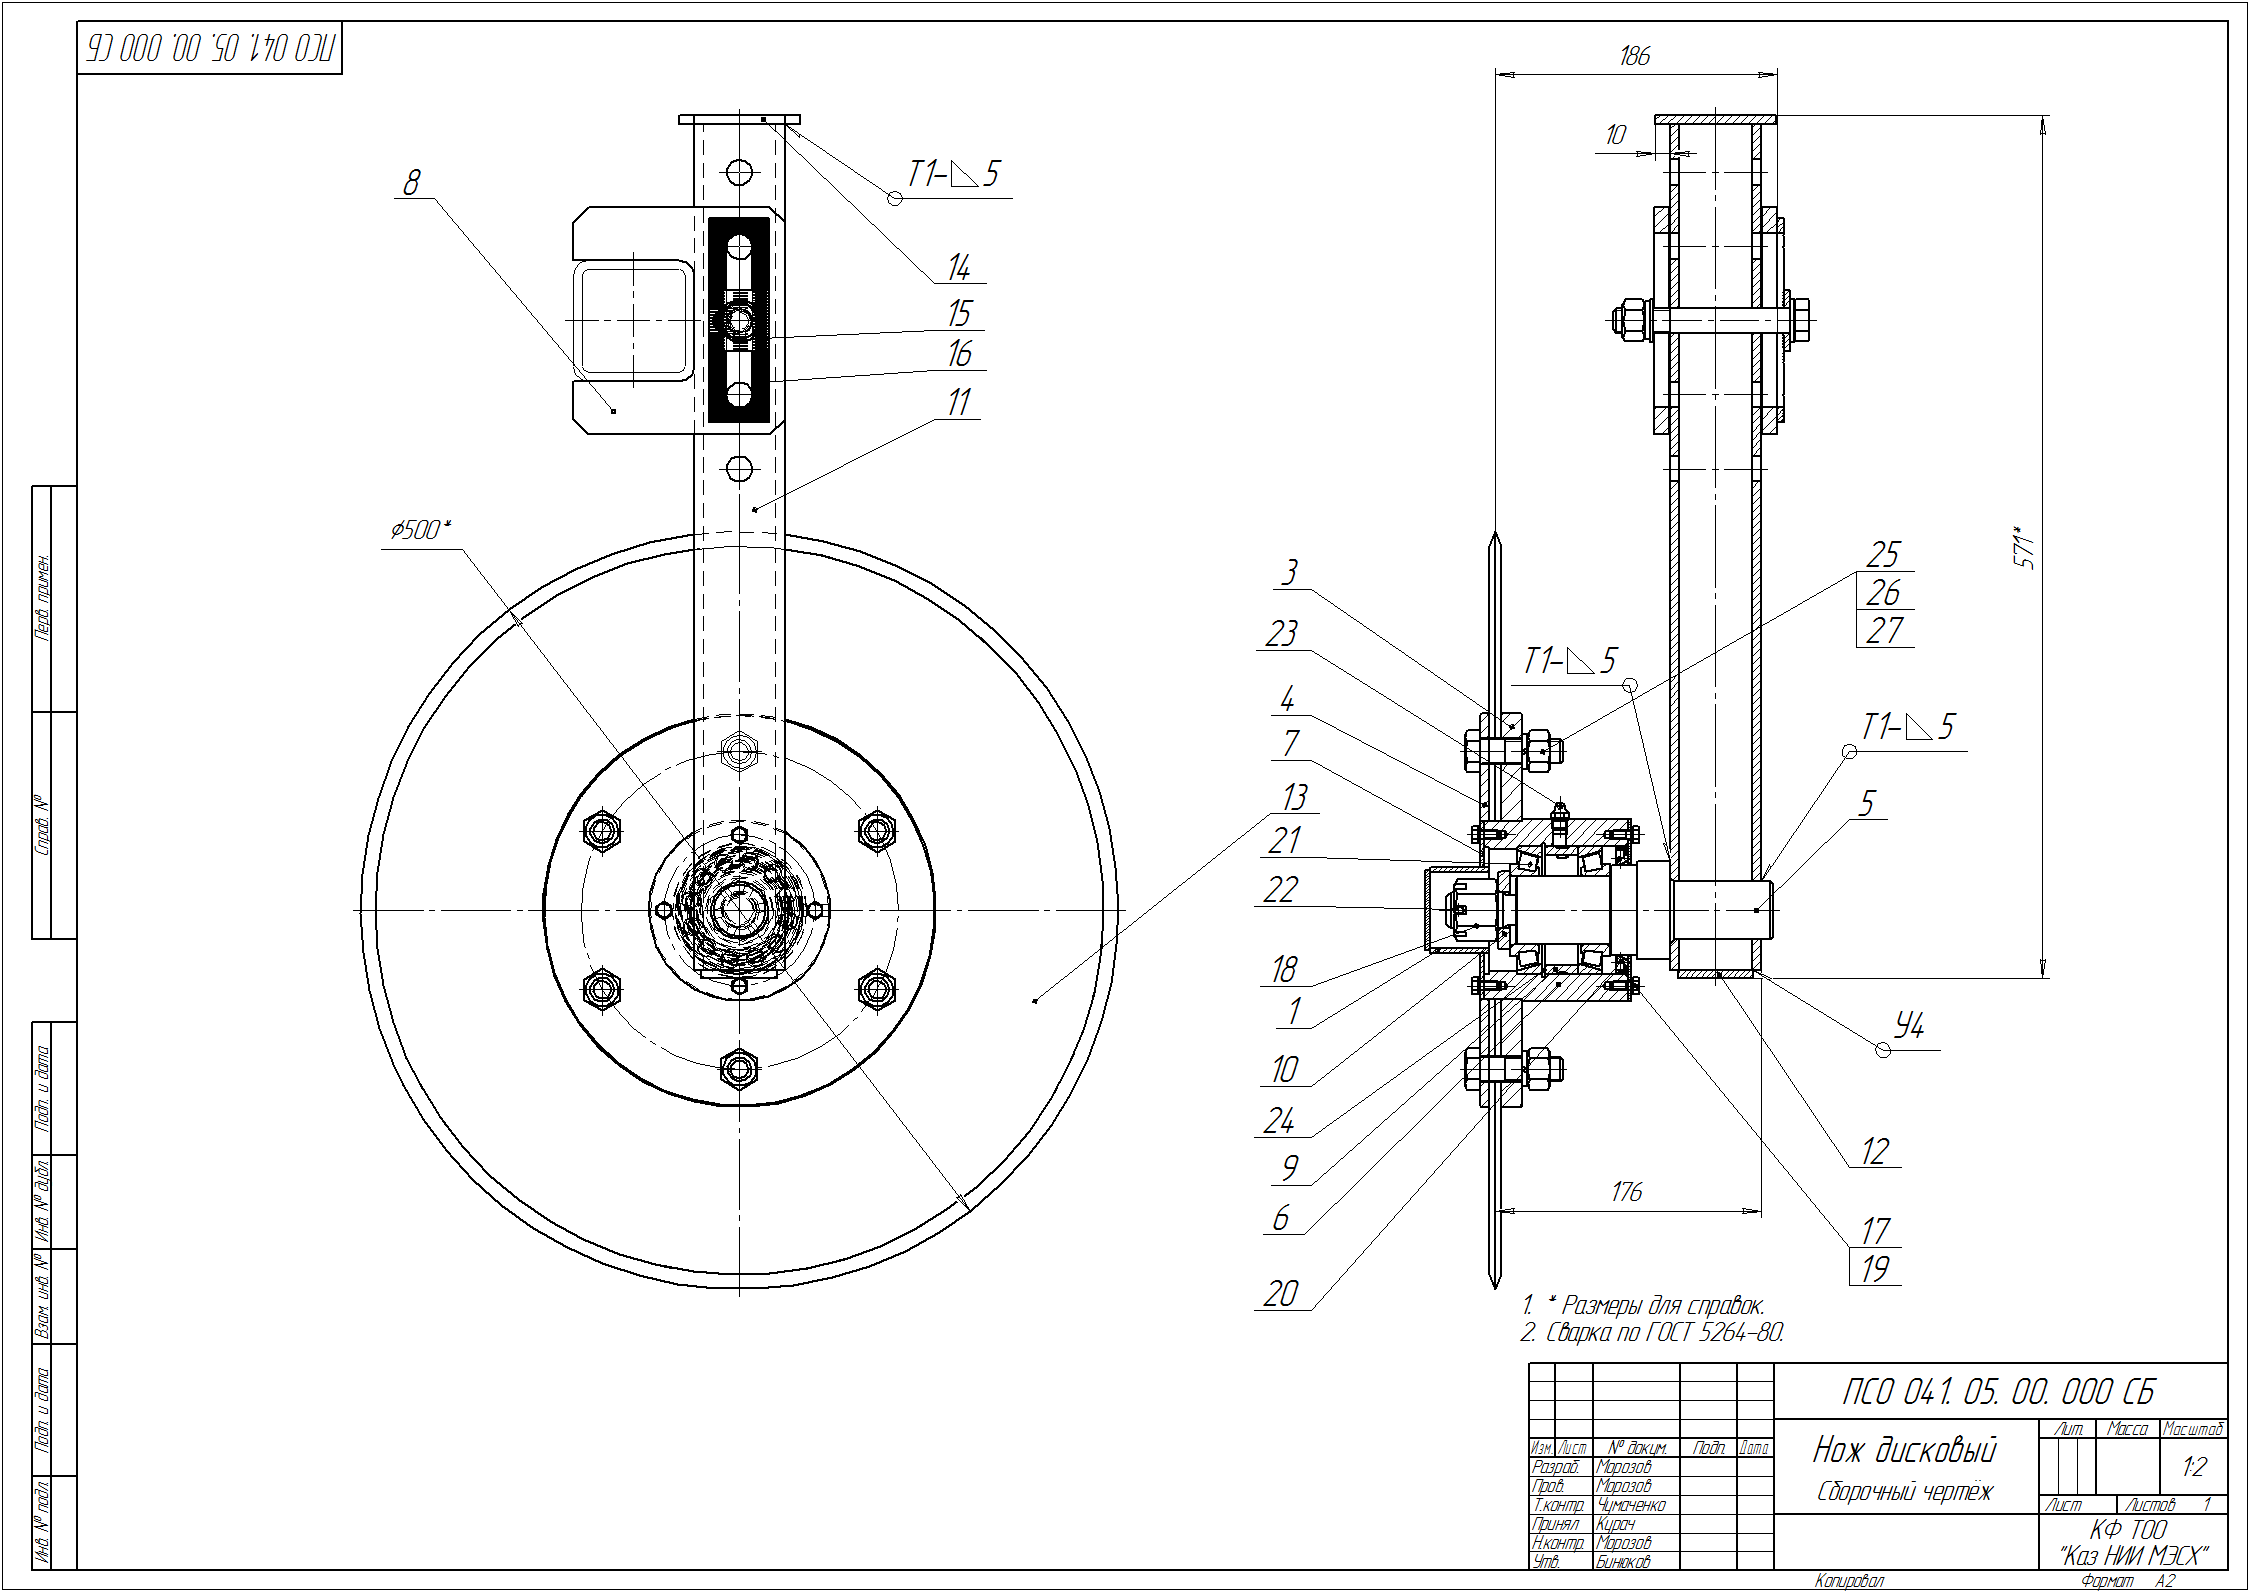 ПСО 041. 05. 00. 000 СБ
186
10
8
Т1-◺ 5
14
15
16
11
⌀500*
571*
25
26
27
3
23
Т1-◺ 5
4
7
Т1-◺ 5
13
5
21
22
18
1
У4
10
24
12
9
176
6
17
19
20
1. * Размеры для справок.
2. Сварка по ГОСТ 5264-80.
Перв. примен.
Справ. №
Подп. и дата
Инв. № дубл.
Взам. инв. №
Подп. и дата
Инв. № подл.
ПСО 041. 05. 00. 000 СБ
Изм. Лист № докум. Подп. Дата
Разраб. Морозов
Пров. Морозов
Т.контр. Чумаченко
Принял Курач
Н.контр. Морозов
Утв. Бинюков
Нож дисковый
Сборочный чертёж
Лит. Масса Масштаб
1:2
Лист Листов 1
КФ ТОО
"Каз НИИ МЭСХ"
Копировал Формат А2